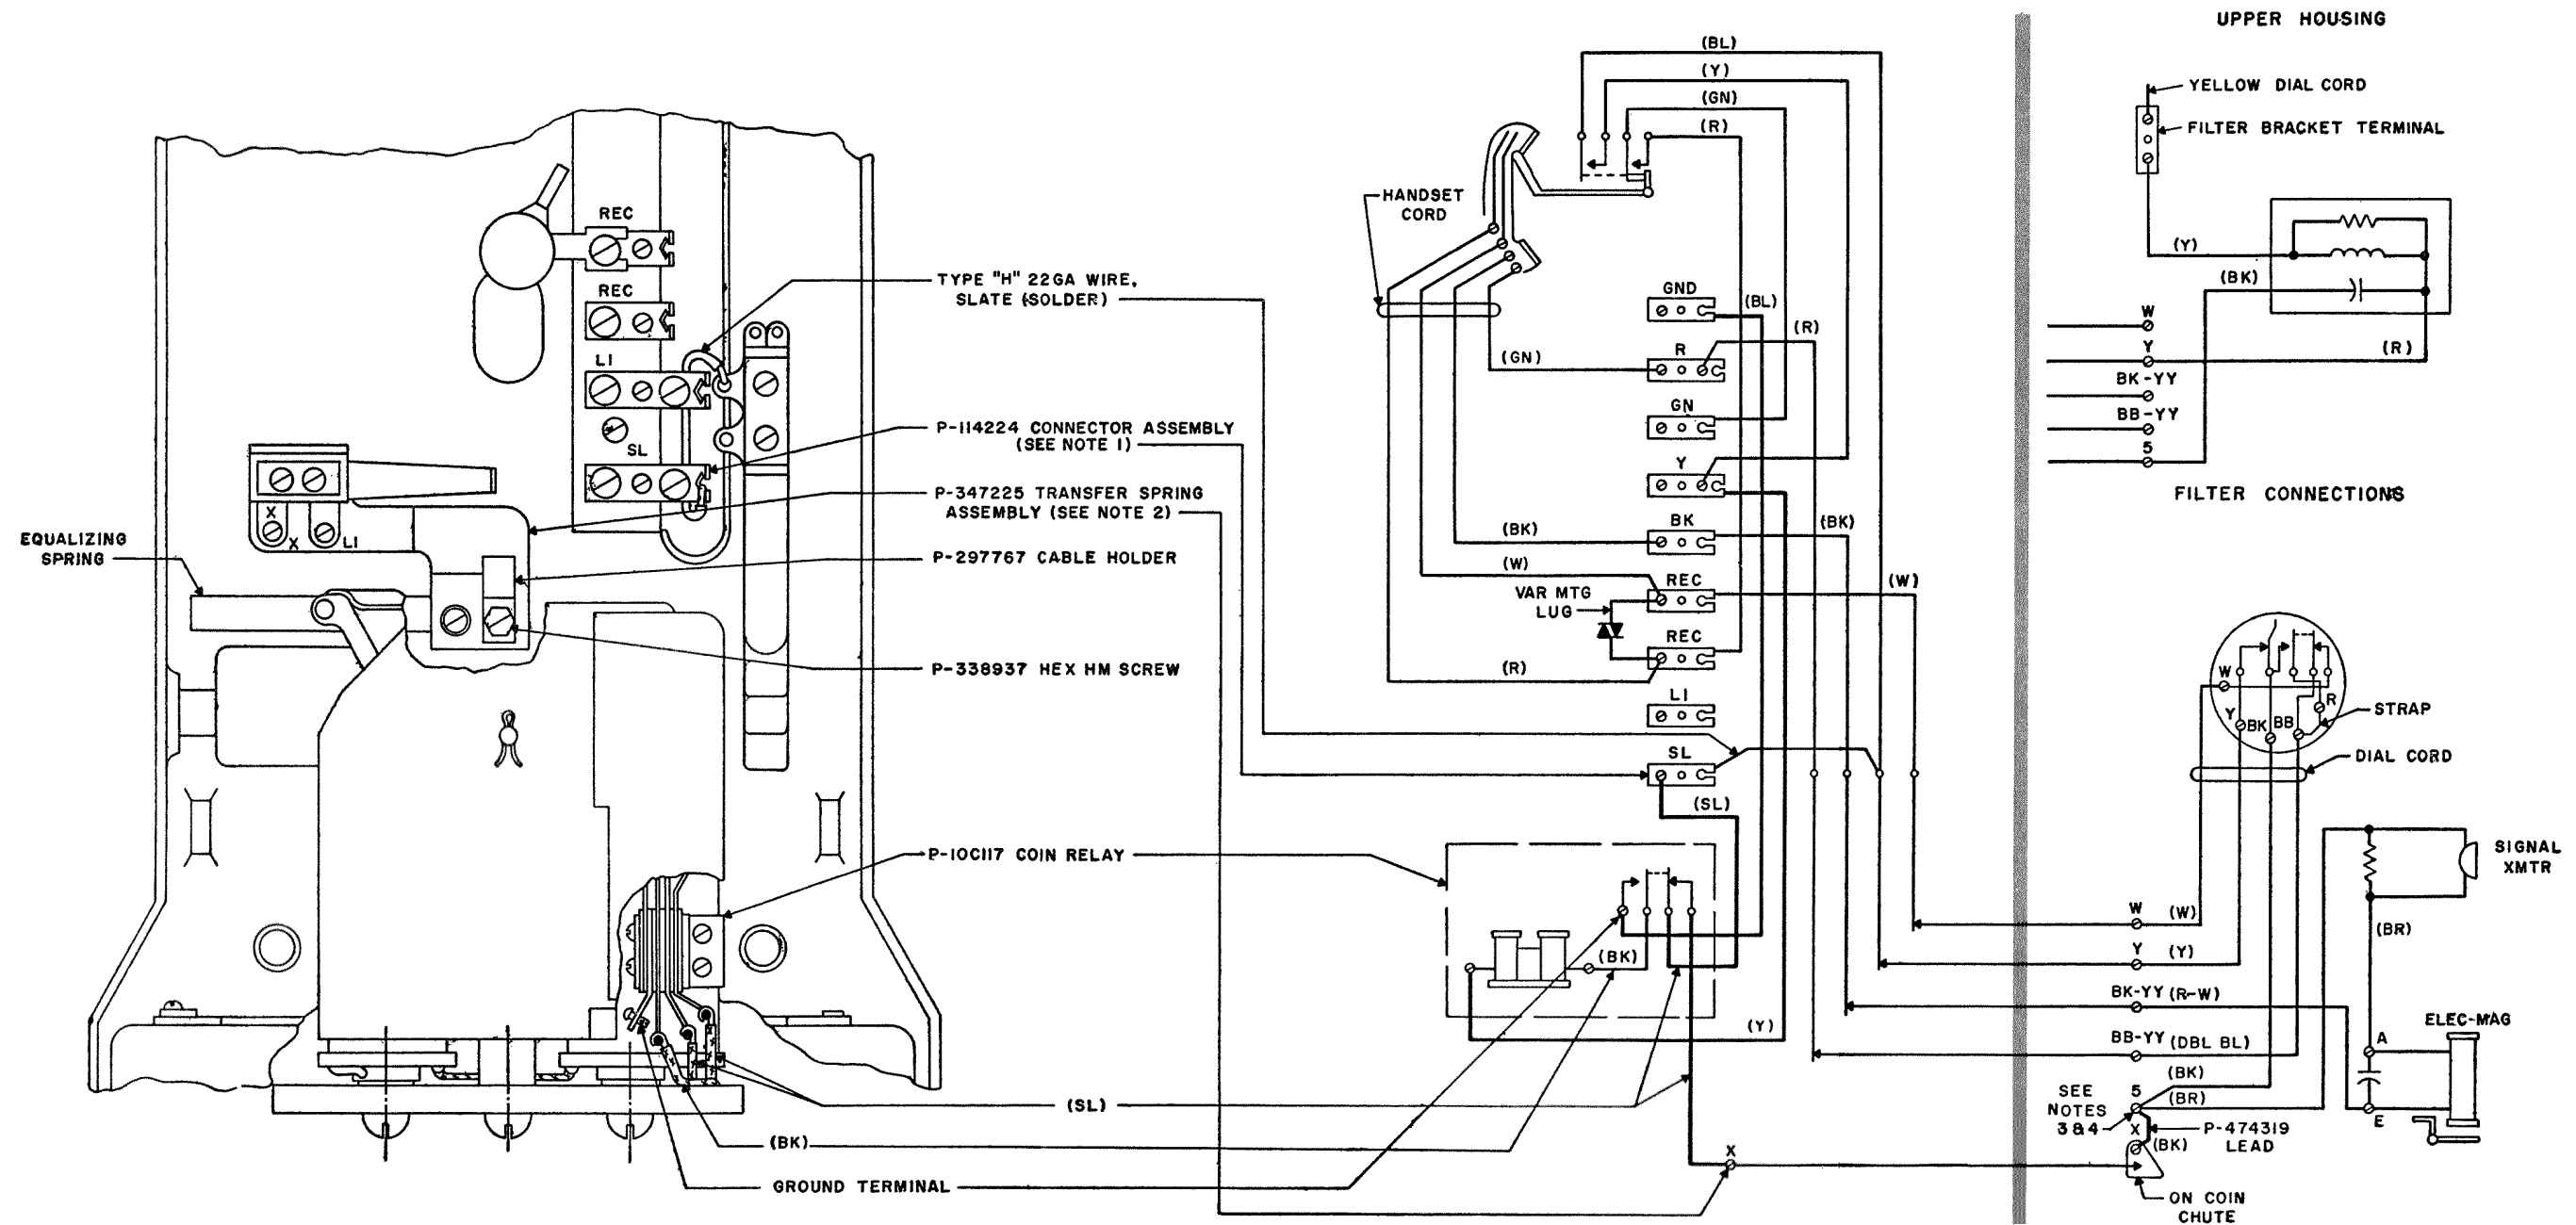 REC
REC
L1
SL
X
X
L1
EQUALIZING
SPRING
TYPE "H" 22GA WIRE,
SLATE (SOLDER)
P-114224 CONNECTOR ASSEMBLY
(SEE NOTE 1)
P-347225 TRANSFER SPRING
ASSEMBLY (SEE NOTE 2)
P-297767 CABLE HOLDER
P-338937 HEX HM SCREW
P-10C117 COIN RELAY
(SL)
(BK)
GROUND TERMINAL
(BL)
(Y)
(GN)
(R)
HANDSET
CORD
GND
(BL)
(R)
R
(GN)
GN
Y
BK
(BK)
(BK)
(W)
REC
(W)
VAR MTG
LUG
REC
(R)
L1
SL
(SL)
(BK)
(Y)
X
UPPER HOUSING
YELLOW DIAL CORD
FILTER BRACKET TERMINAL
(Y)
(BK)
W
Y
(R)
BK-YY
BB-YY
5
FILTER CONNECTIONS
W
Y
BK
BB
R
STRAP
DIAL CORD
SIGNAL
XMTR
W (W)
(BR)
Y (Y)
BK-YY (R-W)
ELEC-MAG
BB-YY (DBL BL)
A
(BK)
5
(BR)
SEE
NOTES
3&4
E
X
P-474319
LEAD
(BK)
ON COIN
CHUTE